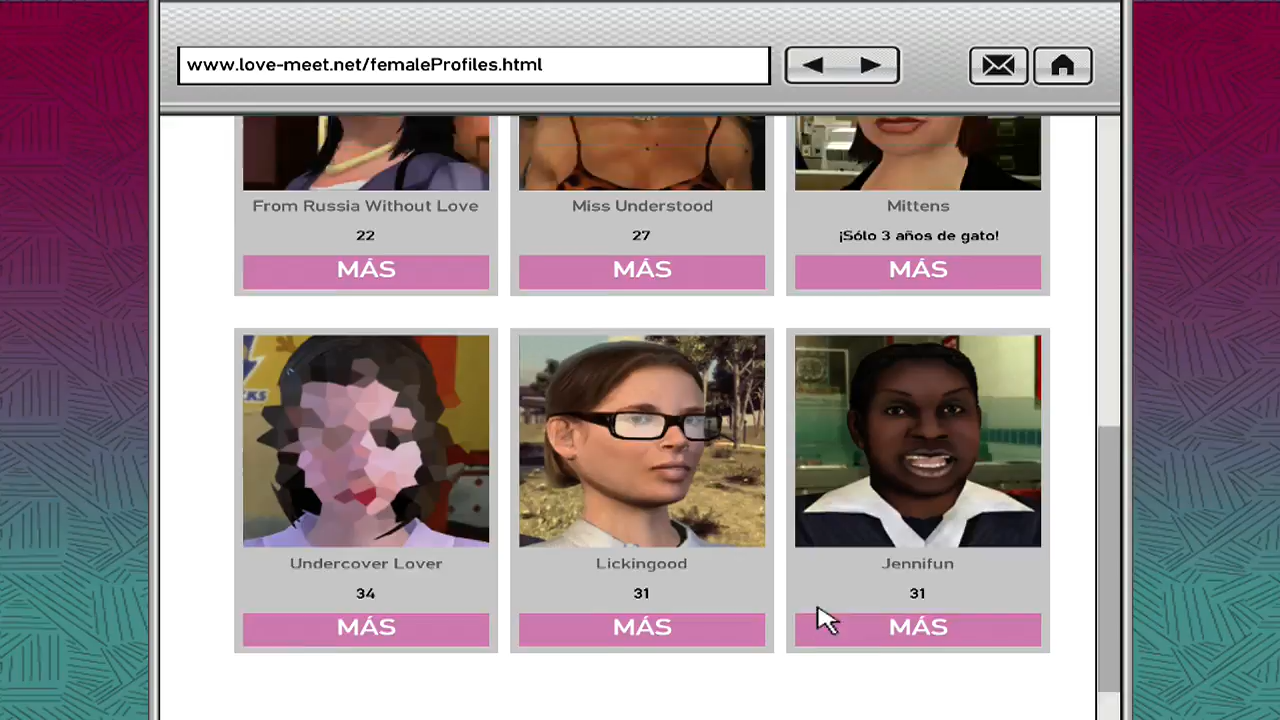 www.love-meet.net/femaleProfiles.html
From Russia Without Love
Miss Understood
Mittens
22
27
¡Sólo 3 años de gato!
MÁS
MÁS
MÁS
Undercover Lover
Lickingood
Jennifun
34
31
31
MÁS
MÁS
MÁS